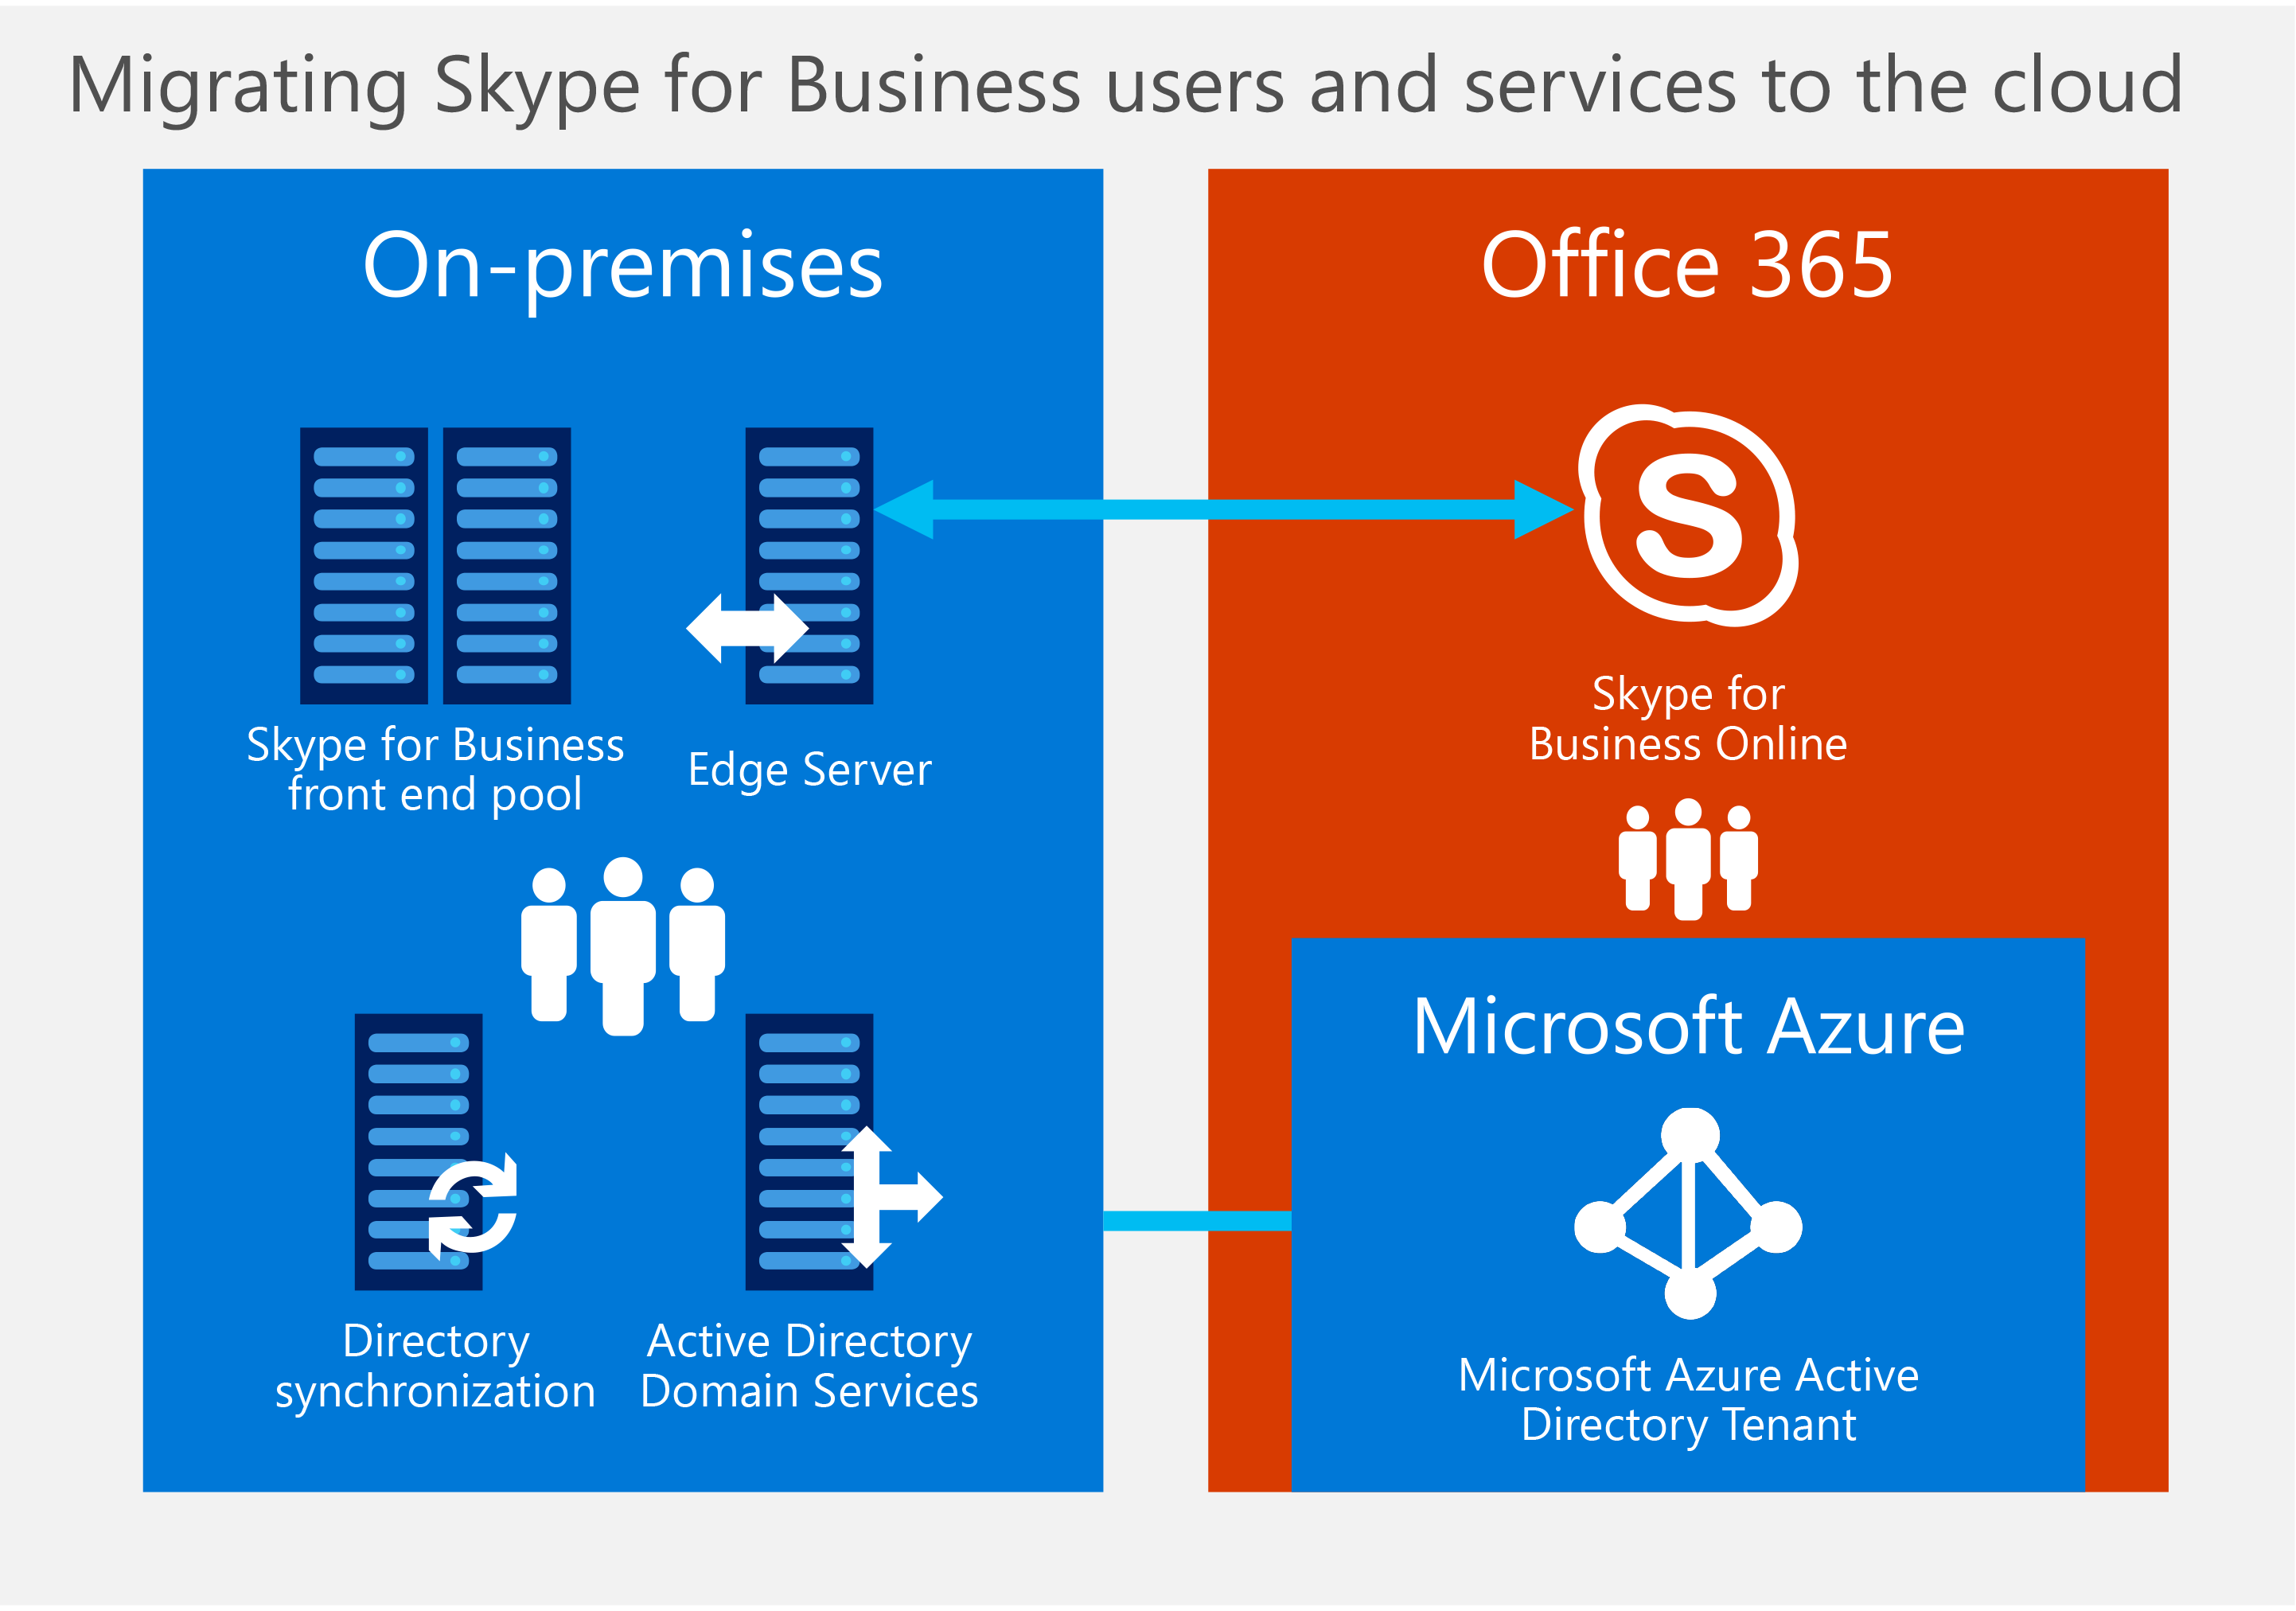 Migrating Skype for Business users and services to the cloud
On-premises
Skype for Business
front end pool
Edge Server
Directory
synchronization
Active Directory
Domain Services
Office 365
Skype for
Business Online
Microsoft Azure
Microsoft Azure Active
Directory Tenant